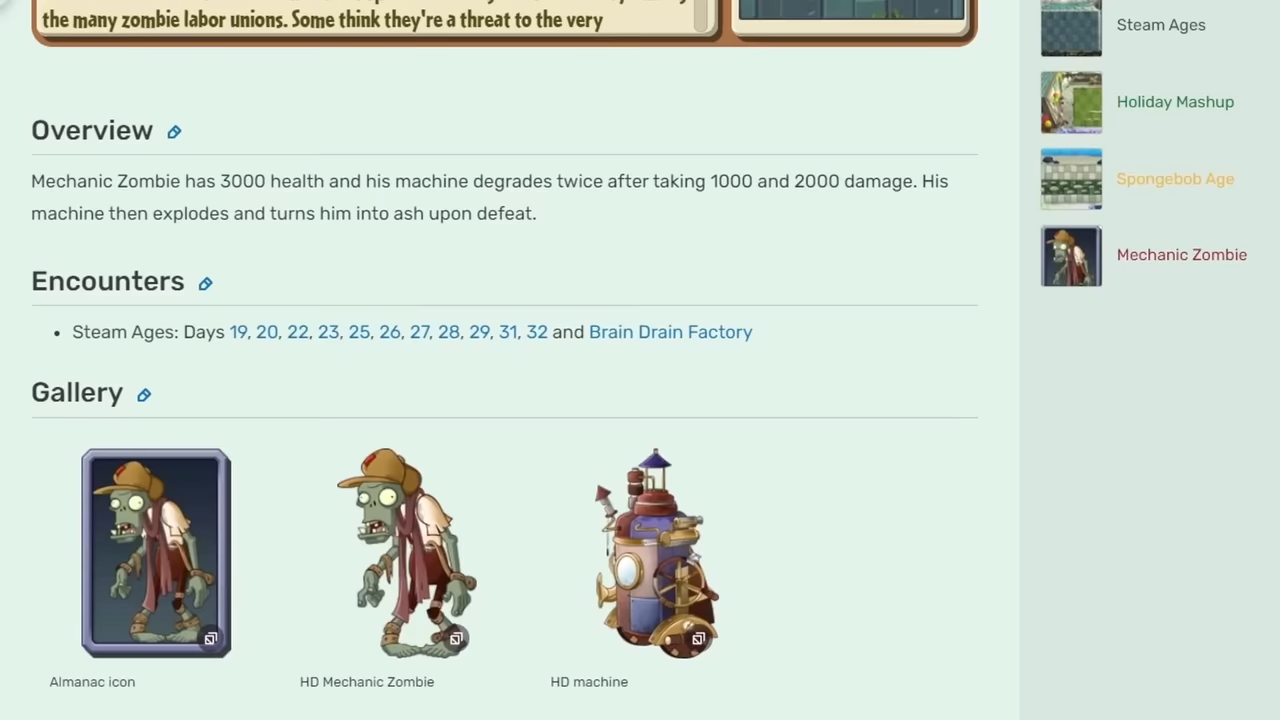 the many zombie labor unions. Some think they're a threat to the very
Overview
Mechanic Zombie has 3000 health and his machine degrades twice after taking 1000 and 2000 damage. His
machine then explodes and turns him into ash upon defeat.
Encounters
• Steam Ages: Days 19, 20, 22, 23, 25, 26, 27, 28, 29, 31, 32 and Brain Drain Factory
Gallery
Almanac icon
HD Mechanic Zombie
HD machine
Steam Ages
Holiday Mashup
Spongebob Age
Mechanic Zombie